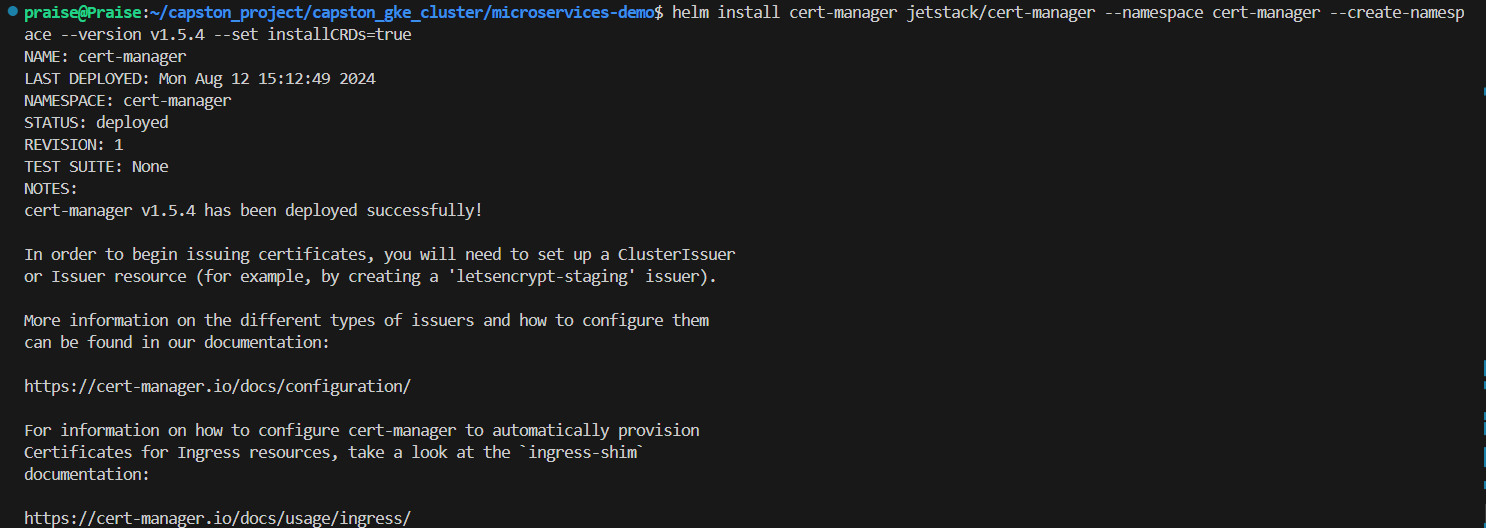 praise@Praise:~/capston_project/capston_gke_cluster/microservices-demo$ helm install cert-manager jetstack/cert-manager --namespace cert-manager --create-namesp
ace --version v1.5.4 --set installCRDs=true
NAME: cert-manager
LAST DEPLOYED: Mon Aug 12 15:12:49 2024
NAMESPACE: cert-manager
STATUS: deployed
REVISION: 1
TEST SUITE: None
NOTES:
cert-manager v1.5.4 has been deployed successfully!
In order to begin issuing certificates, you will need to set up a ClusterIssuer
or Issuer resource (for example, by creating a 'letsencrypt-staging' issuer).
More information on the different types of issuers and how to configure them
can be found in our documentation:
https://cert-manager.io/docs/configuration/
For information on how to configure cert-manager to automatically provision
Certificates for Ingress resources, take a look at the `ingress-shim`
documentation:
https://cert-manager.io/docs/usage/ingress/